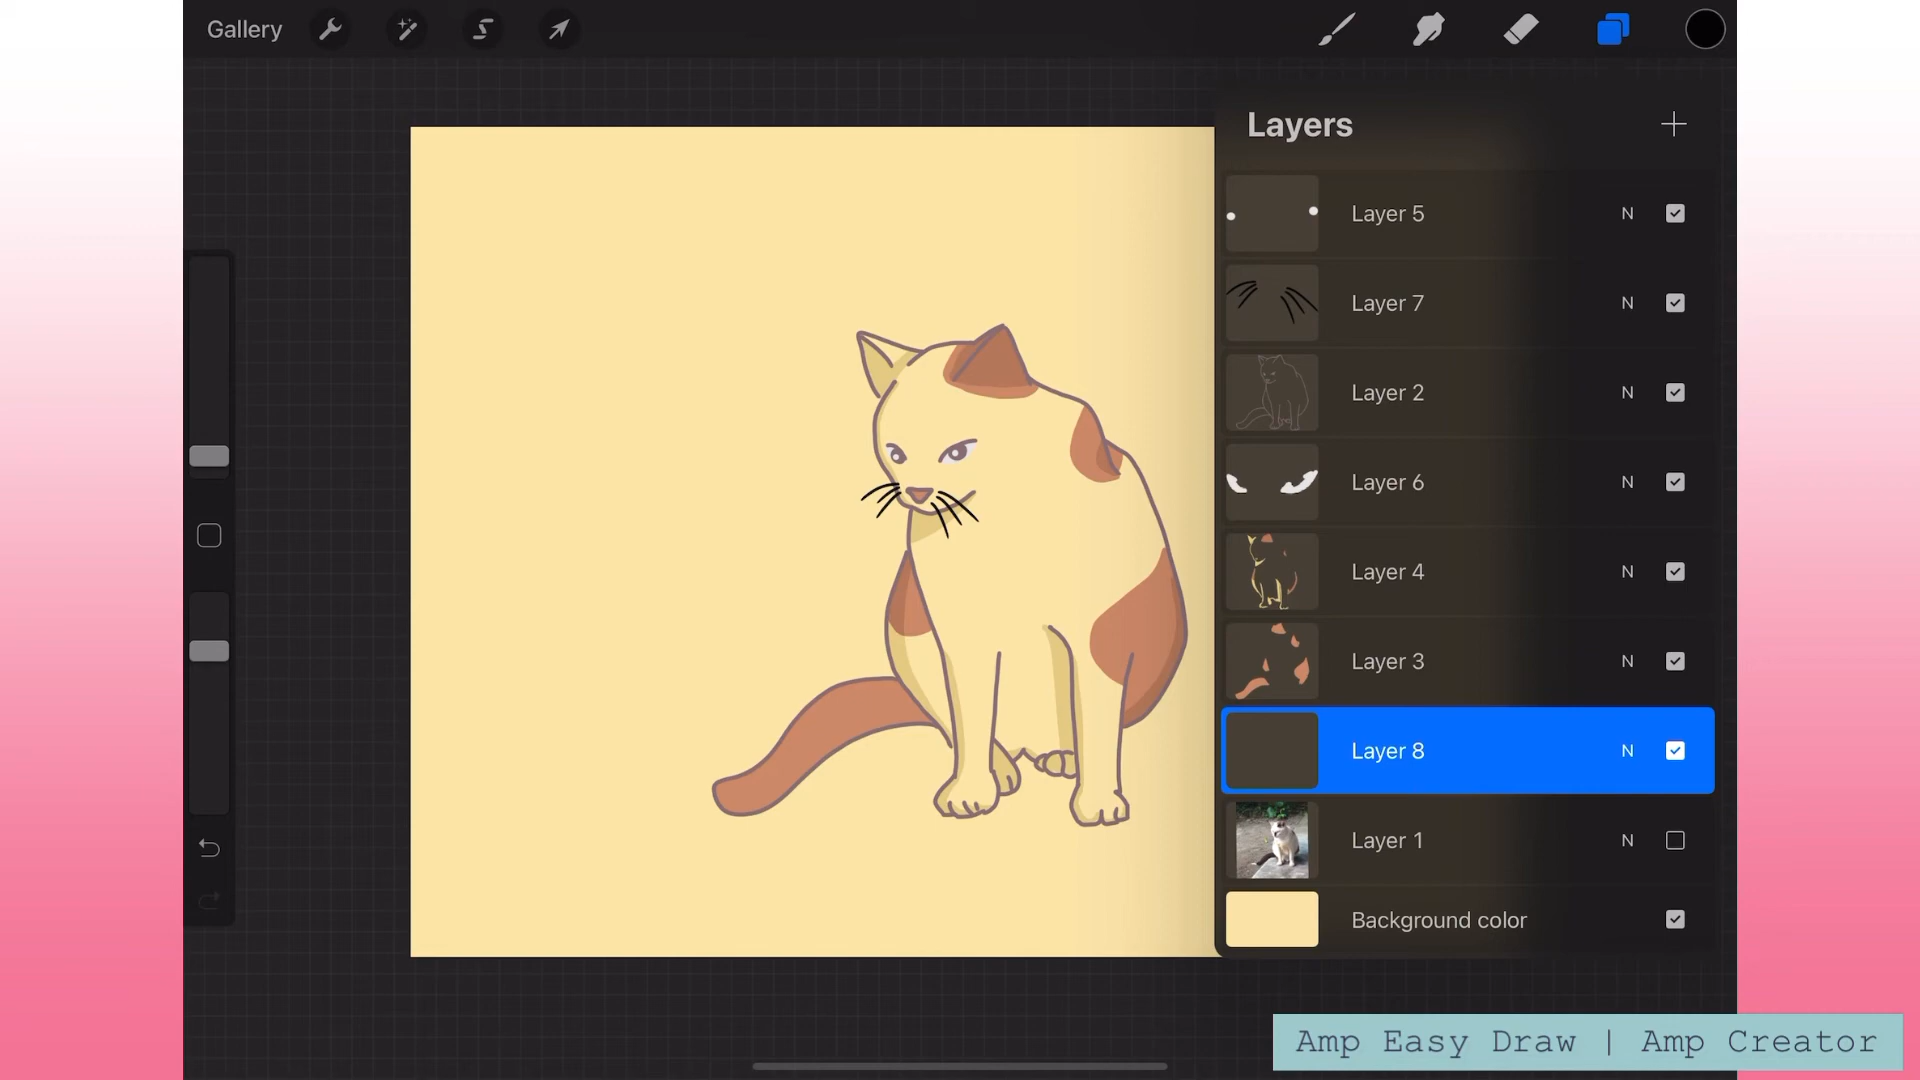 Gallery
Layers
Layer 5 N
Layer 7 N
Layer 2 N
Layer 6 N
Layer 4 N
Layer 3 N
Layer 8 N
Layer 1 N
Background color
Amp Easy Draw | Amp Creator